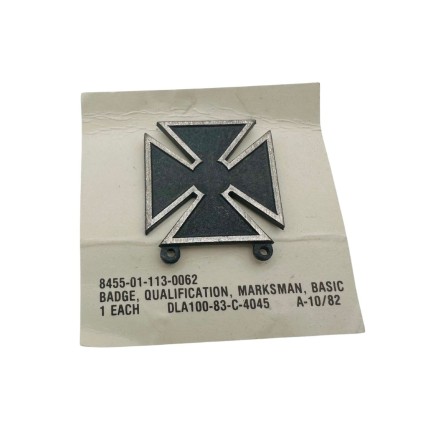 8455-01-113-0062
BADGE, QUALIFICATION, MARKSMAN, BASIC
1 EACH DLA100-83-C-4045 A-10/82